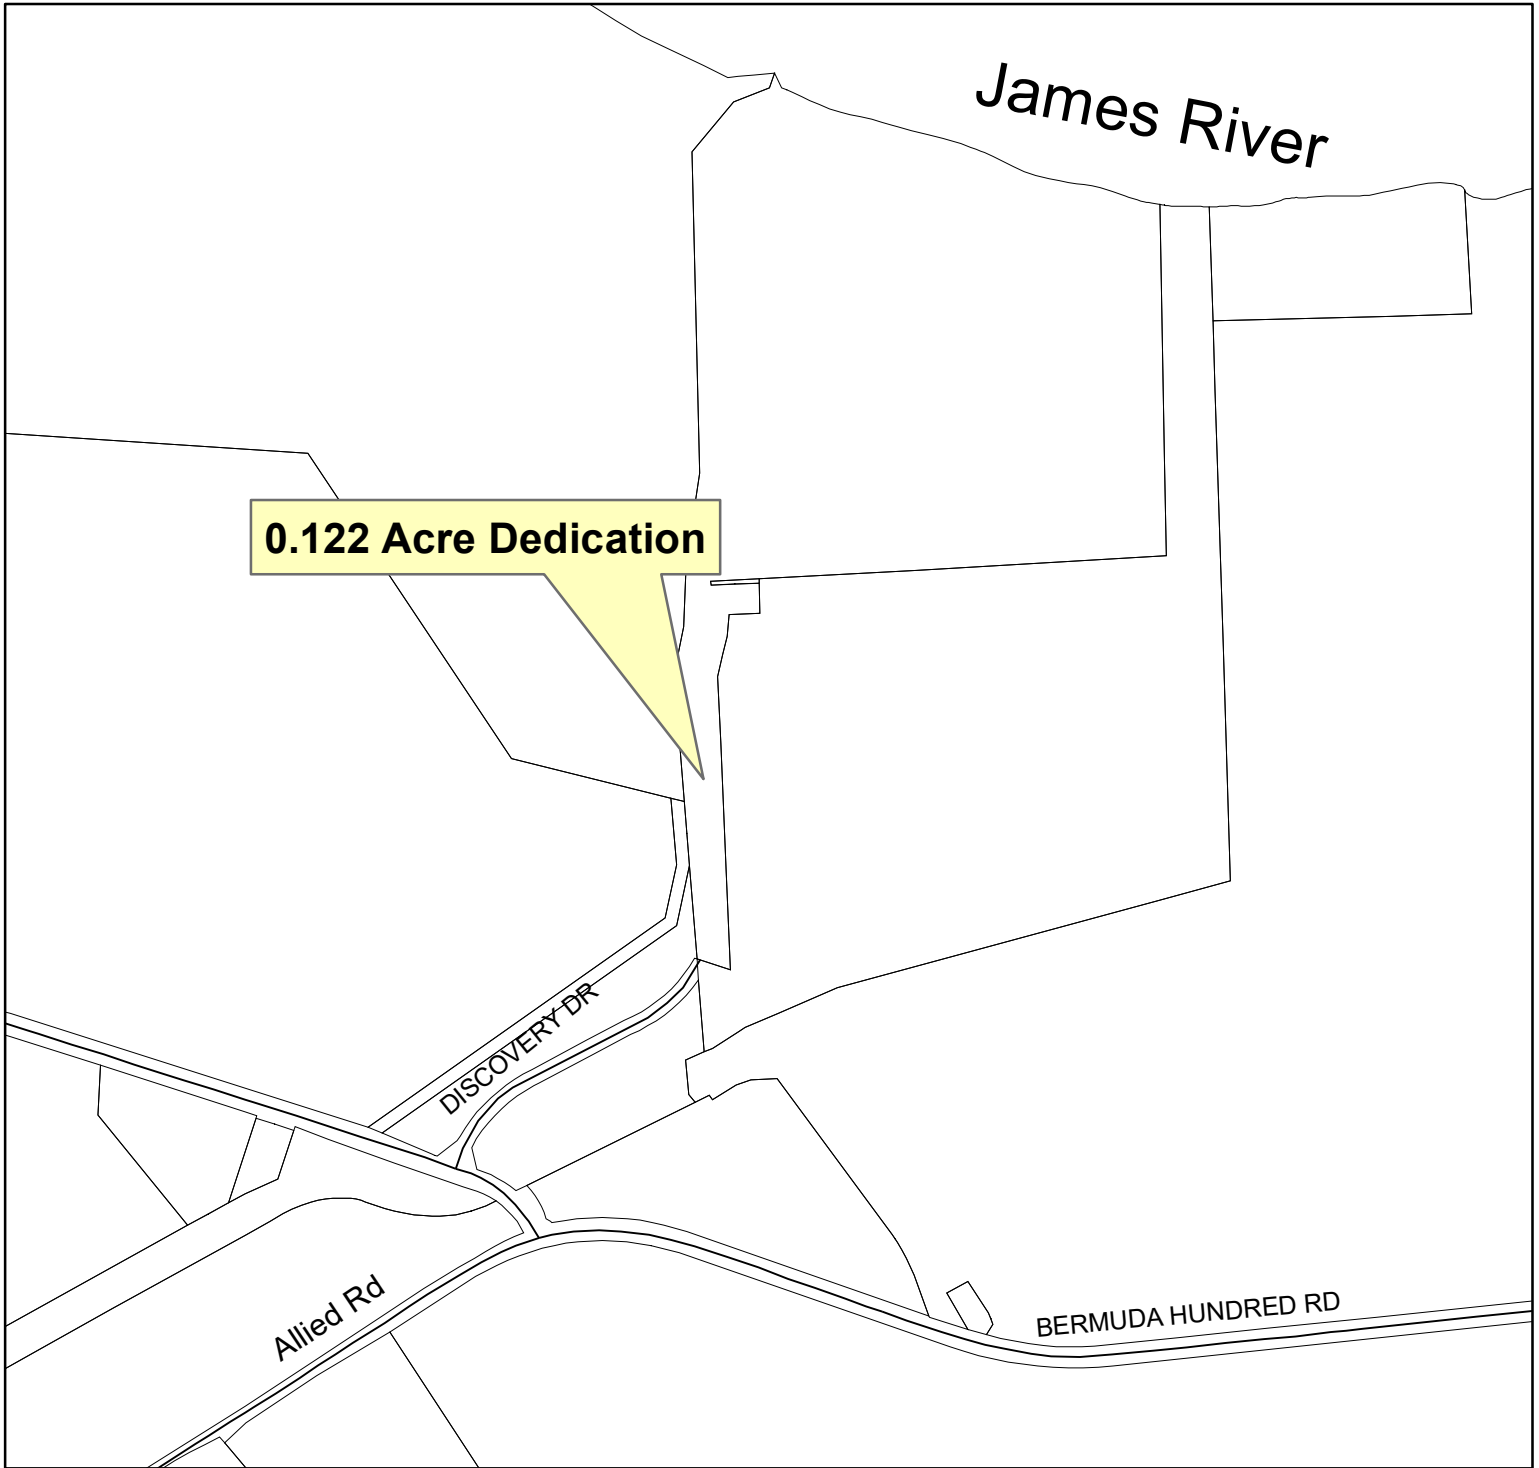 James River
0.122 Acre Dedication
DISCOVERY DR
Allied Rd
BERMUDA HUNDRED RD